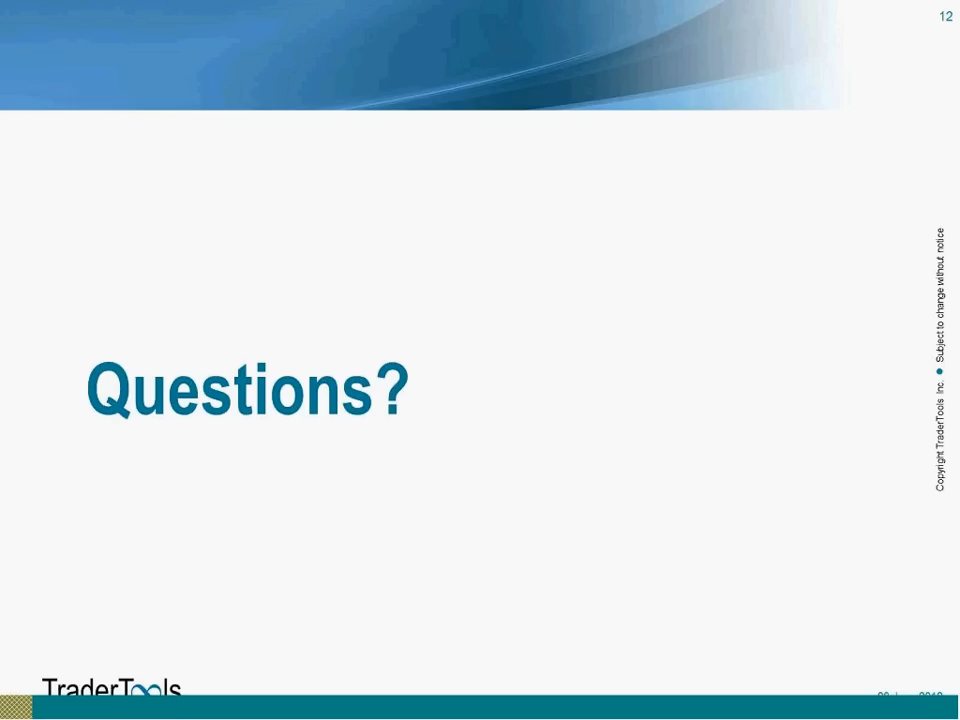 12
Questions?
Copyright TraderTools Inc. ● Subject to change without notice
TraderTools